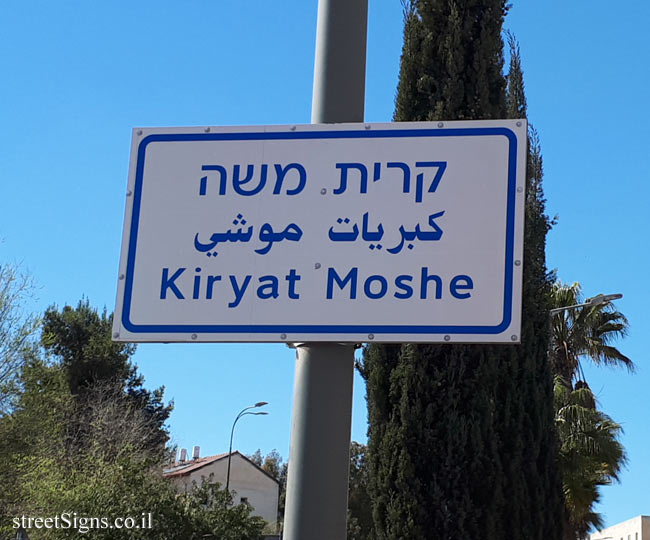 קרית משה
كبريات موشي
Kiryat Moshe
streetSigns.co.il